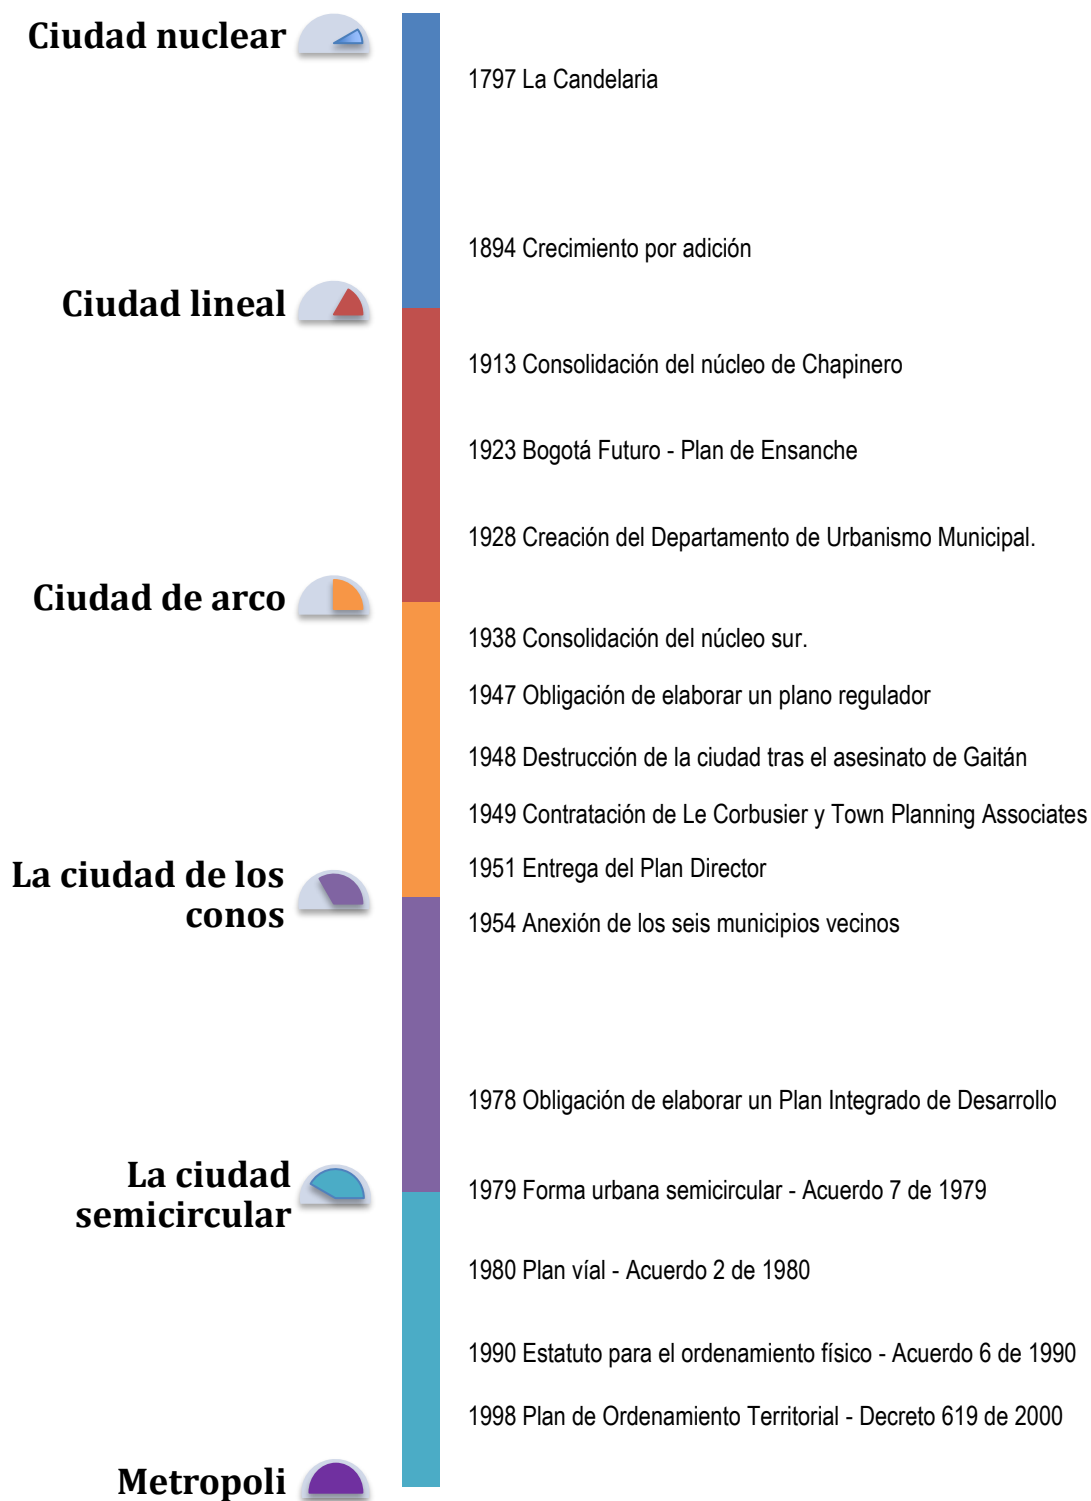 Ciudad nuclear
1797 La Candelaria
1894 Crecimiento por adición
Ciudad lineal
1913 Consolidación del núcleo de Chapinero
1923 Bogotá Futuro - Plan de Ensanche
1928 Creación del Departamento de Urbanismo Municipal.
Ciudad de arco
1938 Consolidación del núcleo sur.
1947 Obligación de elaborar un plano regulador
1948 Destrucción de la ciudad tras el asesinato de Gaitán
1949 Contratación de Le Corbusier y Town Planning Associates
1951 Entrega del Plan Director
La ciudad de los
conos
1954 Anexión de los seis municipios vecinos
1978 Obligación de elaborar un Plan Integrado de Desarrollo
La ciudad
semicircular
1979 Forma urbana semicircular - Acuerdo 7 de 1979
1980 Plan víal - Acuerdo 2 de 1980
1990 Estatuto para el ordenamiento físico - Acuerdo 6 de 1990
1998 Plan de Ordenamiento Territorial - Decreto 619 de 2000
Metropoli